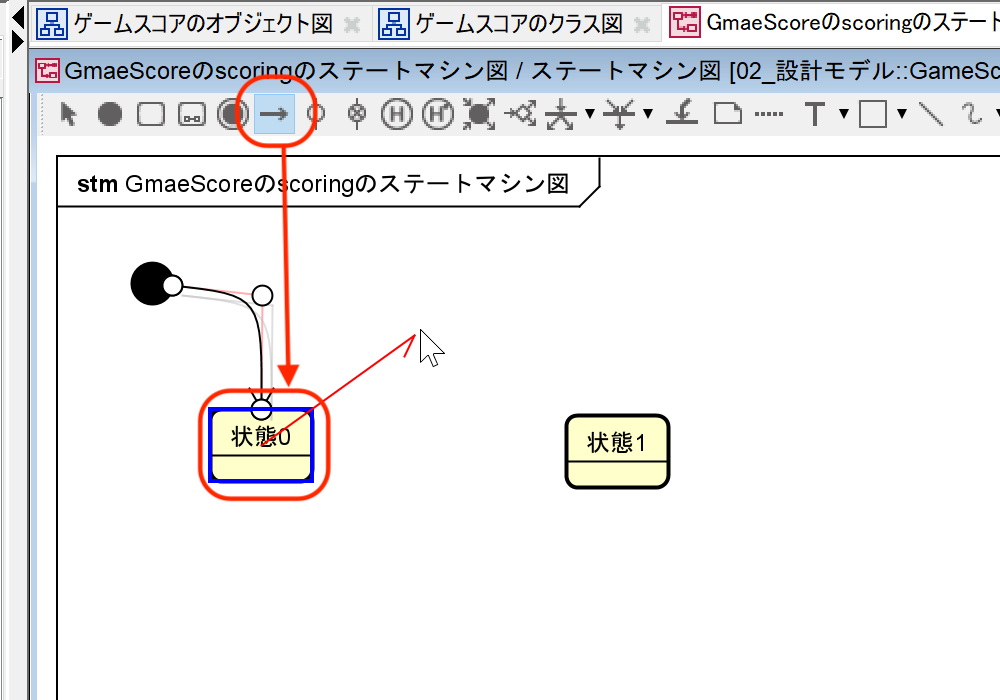 ゲームスコアのオブジェクト図
ゲームスコアのクラス図
GmaeScoreのscoringのステート
GmaeScoreのscoringのステートマシン図 / ステートマシン図 [02_設計モデル::GameSc
H
H*
T
stm GmaeScoreのscoringのステートマシン図
状態0
状態1